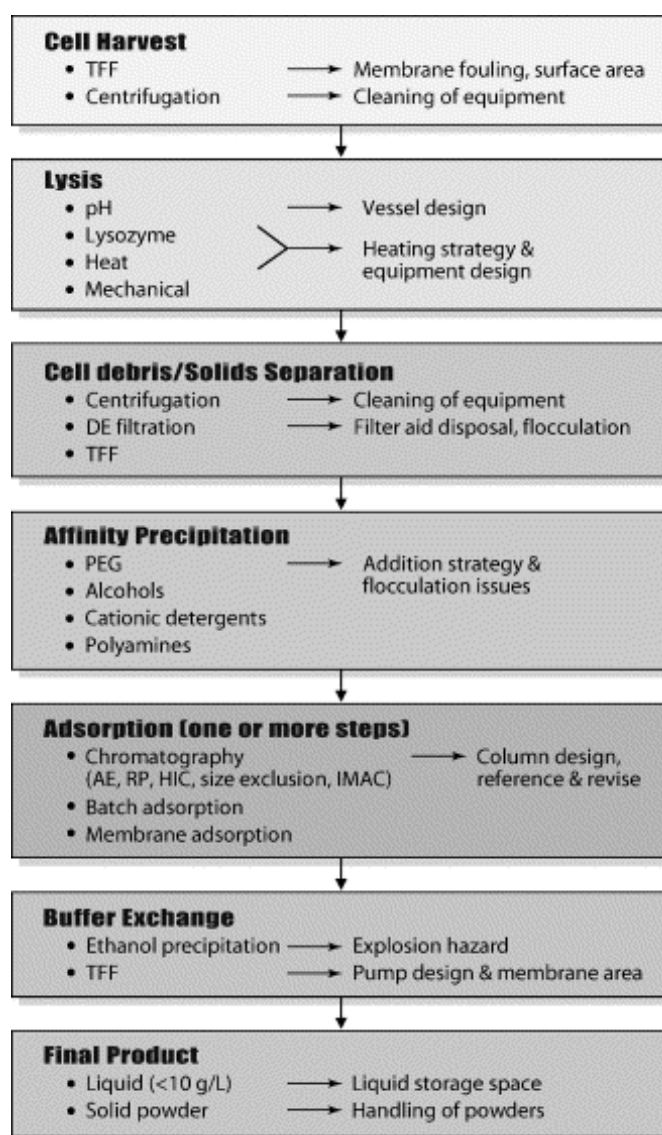 Cell Harvest
• TFF → Membrane fouling, surface area
• Centrifugation → Cleaning of equipment
Lysis
• pH → Vessel design
• Lysozyme
• Heat → Heating strategy &
equipment design
• Mechanical
Cell debris/Solids Separation
• Centrifugation → Cleaning of equipment
• DE filtration → Filter aid disposal, flocculation
• TFF
Affinity Precipitation
• PEG → Addition strategy &
flocculation issues
• Alcohols
• Cationic detergents
• Polyamines
Adsorption (one or more steps)
• Chromatography → Column design,
(AE, RP, HIC, size exclusion, IMAC) reference & revise
• Batch adsorption
• Membrane adsorption
Buffer Exchange
• Ethanol precipitation → Explosion hazard
• TFF → Pump design & membrane area
Final Product
• Liquid (<10 g/L) → Liquid storage space
• Solid powder → Handling of powders